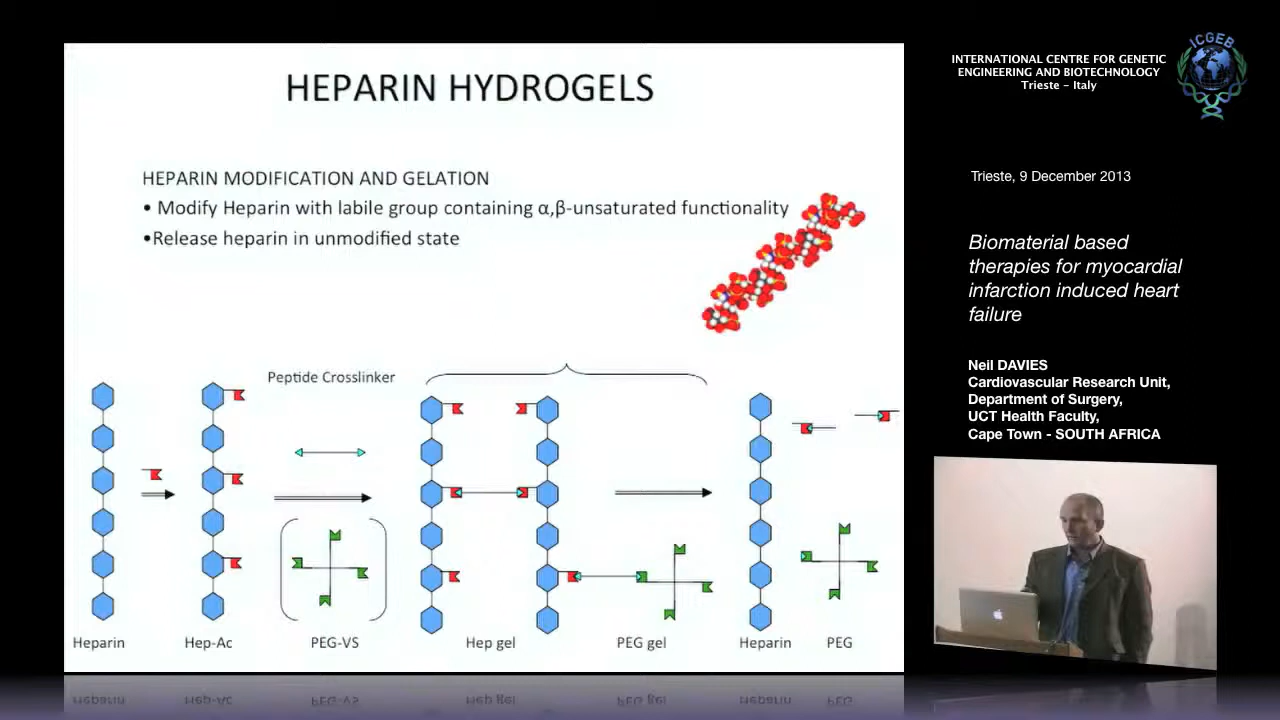 HEPARIN HYDROGELS
HEPARIN MODIFICATION AND GELATION
• Modify Heparin with labile group containing α,β-unsaturated functionality
•Release heparin in unmodified state
Peptide Crosslinker
Heparin
Hep-Ac
PEG-VS
Hep gel
PEG gel
Heparin
PEG
INTERNATIONAL CENTRE FOR GENETIC
ENGINEERING AND BIOTECHNOLOGY
Trieste - Italy
ICGEB
Trieste, 9 December 2013
Biomaterial based
therapies for myocardial
infarction induced heart
failure
Neil DAVIES
Cardiovascular Research Unit,
Department of Surgery,
UCT Health Faculty,
Cape Town - SOUTH AFRICA